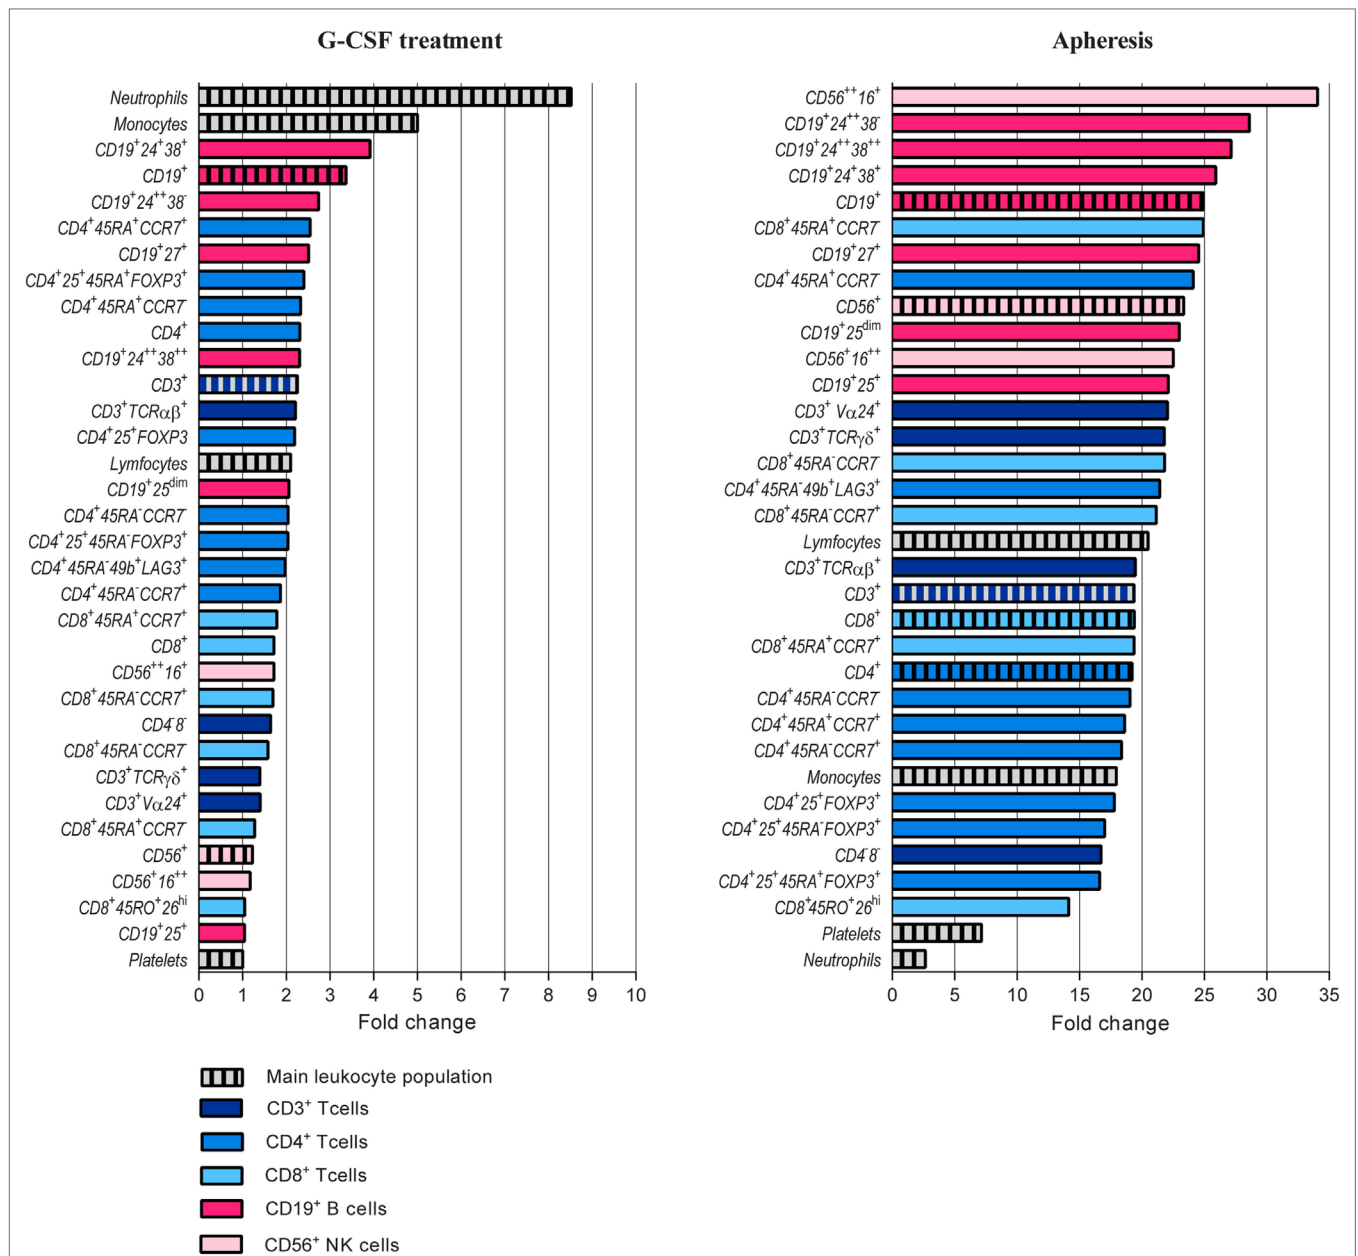 G-CSF treatment
Neutrophils
Monocytes
CD19⁺24⁺38⁺
CD19⁺
CD19⁺24⁺⁺38⁻
CD4⁺45RA⁺CCR7⁺
CD19⁺27⁺
CD4⁺25⁺45RA⁺FOXP3⁺
CD4⁺45RA⁺CCR7⁻
CD4⁺
CD19⁺24⁺⁺38⁺⁺
CD3⁺
CD3⁺TCRαβ⁺
CD4⁺25⁺FOXP3
Lymfocytes
CD19⁺25ᵈⁱᵐ
CD4⁺45RA⁻CCR7⁻
CD4⁺25⁺45RA⁻FOXP3⁺
CD4⁺45RA⁻49b⁺LAG3⁺
CD4⁺45RA⁻CCR7⁺
CD8⁺45RA⁺CCR7⁺
CD8⁺
CD56⁺⁺16⁺
CD8⁺45RA⁻CCR7⁺
CD4⁻8⁻
CD8⁺45RA⁻CCR7⁻
CD3⁺TCRγδ⁺
CD3⁺Vα24⁺
CD8⁺45RA⁺CCR7⁻
CD56⁺
CD56⁺16⁺⁺
CD8⁺45RO⁺26ʰⁱ
CD19⁺25⁺
Platelets
0 1 2 3 4 5 6 7 8 9 10
Fold change
Apheresis
CD56⁺⁺16⁺
CD19⁺24⁺⁺38⁻
CD19⁺24⁺⁺38⁺⁺
CD19⁺24⁺38⁺
CD19⁺
CD8⁺45RA⁺CCR7⁻
CD19⁺27⁺
CD4⁺45RA⁺CCR7⁻
CD56⁺
CD19⁺25ᵈⁱᵐ
CD56⁺16⁺⁺
CD19⁺25⁺
CD3⁺ Vα24⁺
CD3⁺TCRγδ⁺
CD8⁺45RA⁻CCR7⁻
CD4⁺45RA⁻49b⁺LAG3⁺
CD8⁺45RA⁻CCR7⁺
Lymfocytes
CD3⁺TCRαβ⁺
CD3⁺
CD8⁺
CD8⁺45RA⁺CCR7⁺
CD4⁺
CD4⁺45RA⁻CCR7⁻
CD4⁺45RA⁺CCR7⁺
CD4⁺45RA⁻CCR7⁺
Monocytes
CD4⁺25⁺FOXP3⁺
CD4⁺25⁺45RA⁻FOXP3⁺
CD4⁻8⁻
CD4⁺25⁺45RA⁺FOXP3⁺
CD8⁺45RO⁺26ʰⁱ
Platelets
Neutrophils
0 5 10 15 20 25 30 35
Fold change
Main leukocyte population
CD3⁺ Tcells
CD4⁺ Tcells
CD8⁺ Tcells
CD19⁺ B cells
CD56⁺ NK cells